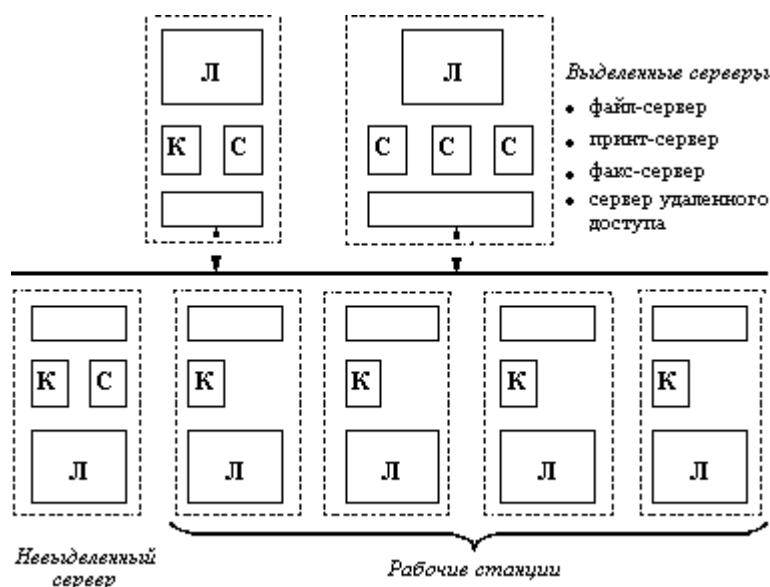 Л
К С
Л
С С С
Выделенные серверы
• файл-сервер
• принт-сервер
• факс-сервер
• сервер удаленного
доступа
К С
Л
К
Л
К
Л
К
Л
К
Л
Невыделенный
сервер
Рабочие станции